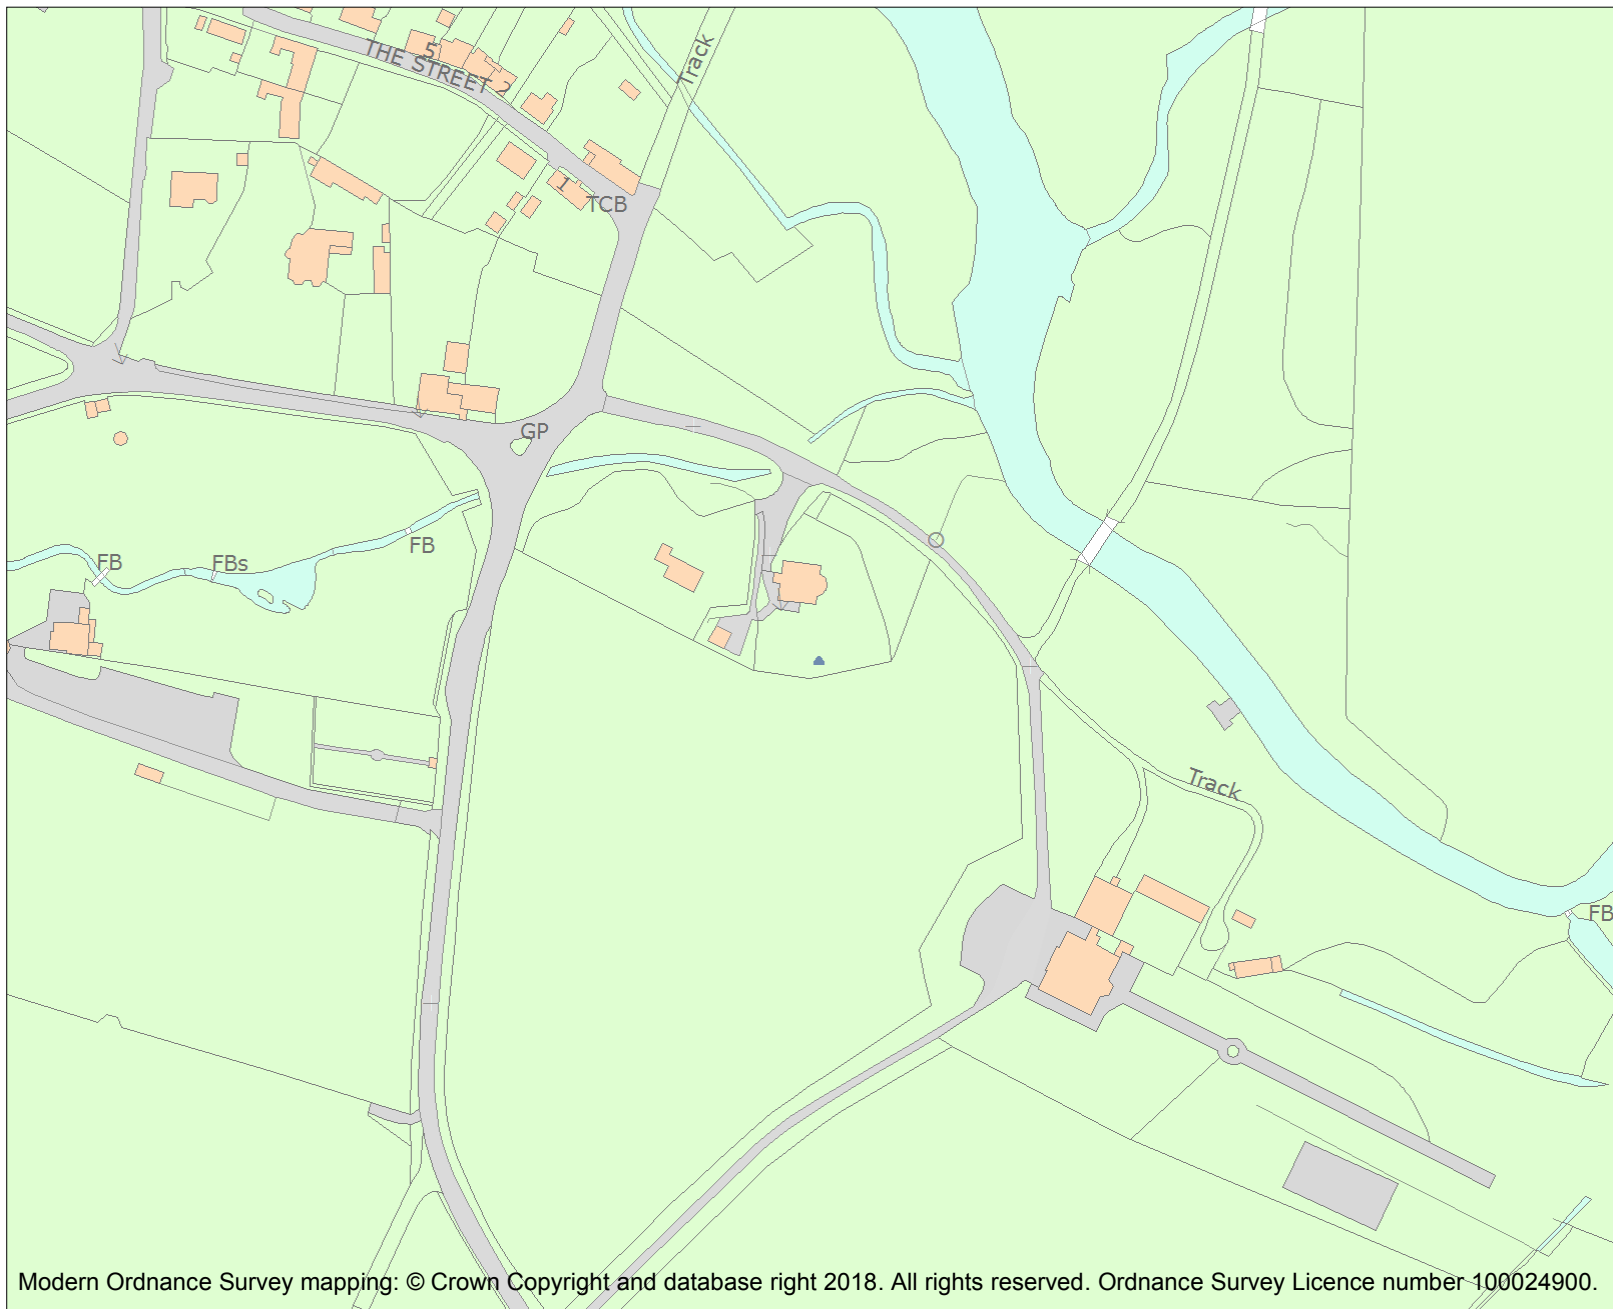 THE STREET
5
2
Track
1
TCB
GP
FB
FBs
FB
Track
FB
Modern Ordnance Survey mapping: © Crown Copyright and database right 2018. All rights reserved. Ordnance Survey Licence number 100024900.